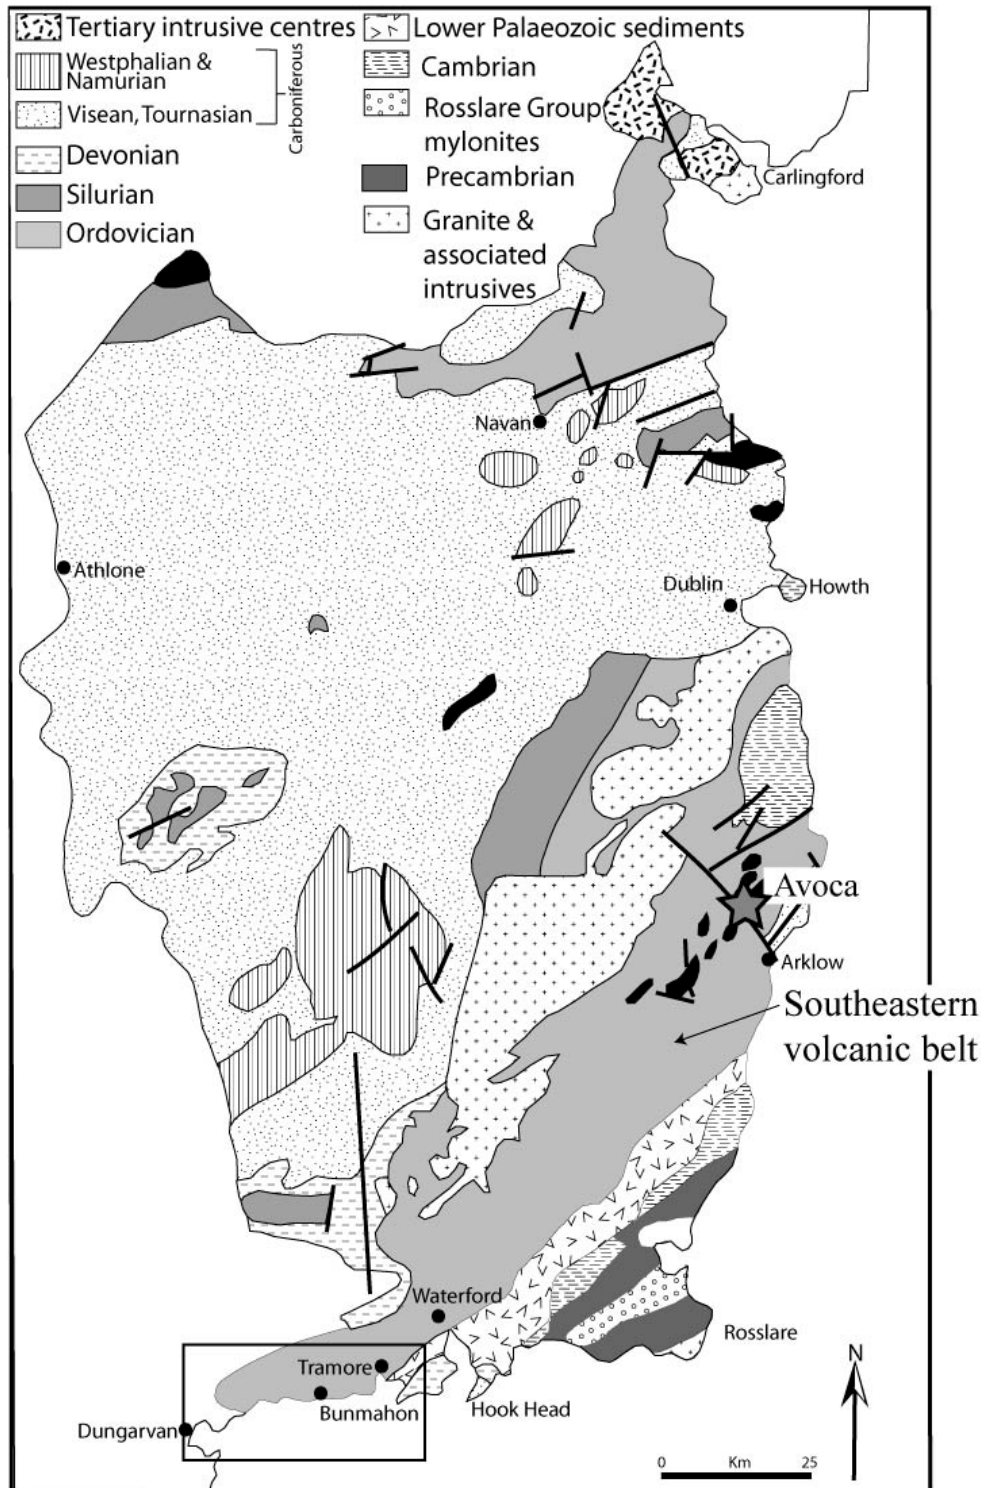 Tertiary intrusive centres
Westphalian &
Namurian
Visean, Tournasian
Carboniferous
Devonian
Silurian
Ordovician
Lower Palaeozoic sediments
Cambrian
Rosslare Group
mylonites
Precambrian
Granite &
associated
intrusives
Carlingford
Navan
Athlone
Dublin
Howth
Avoca
Arklow
Southeastern
volcanic belt
Waterford
Rosslare
Tramore
Bunmahon
Hook Head
Dungarvan
N
0 Km 25